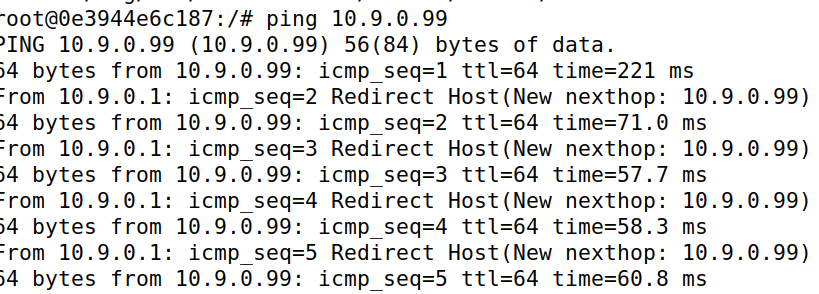 root@0e3944e6c187:/# ping 10.9.0.99
PING 10.9.0.99 (10.9.0.99) 56(84) bytes of data.
64 bytes from 10.9.0.99: icmp_seq=1 ttl=64 time=221 ms
From 10.9.0.1: icmp_seq=2 Redirect Host(New nexthop: 10.9.0.99)
64 bytes from 10.9.0.99: icmp_seq=2 ttl=64 time=71.0 ms
From 10.9.0.1: icmp_seq=3 Redirect Host(New nexthop: 10.9.0.99)
64 bytes from 10.9.0.99: icmp_seq=3 ttl=64 time=57.7 ms
From 10.9.0.1: icmp_seq=4 Redirect Host(New nexthop: 10.9.0.99)
64 bytes from 10.9.0.99: icmp_seq=4 ttl=64 time=58.3 ms
From 10.9.0.1: icmp_seq=5 Redirect Host(New nexthop: 10.9.0.99)
64 bytes from 10.9.0.99: icmp_seq=5 ttl=64 time=60.8 ms